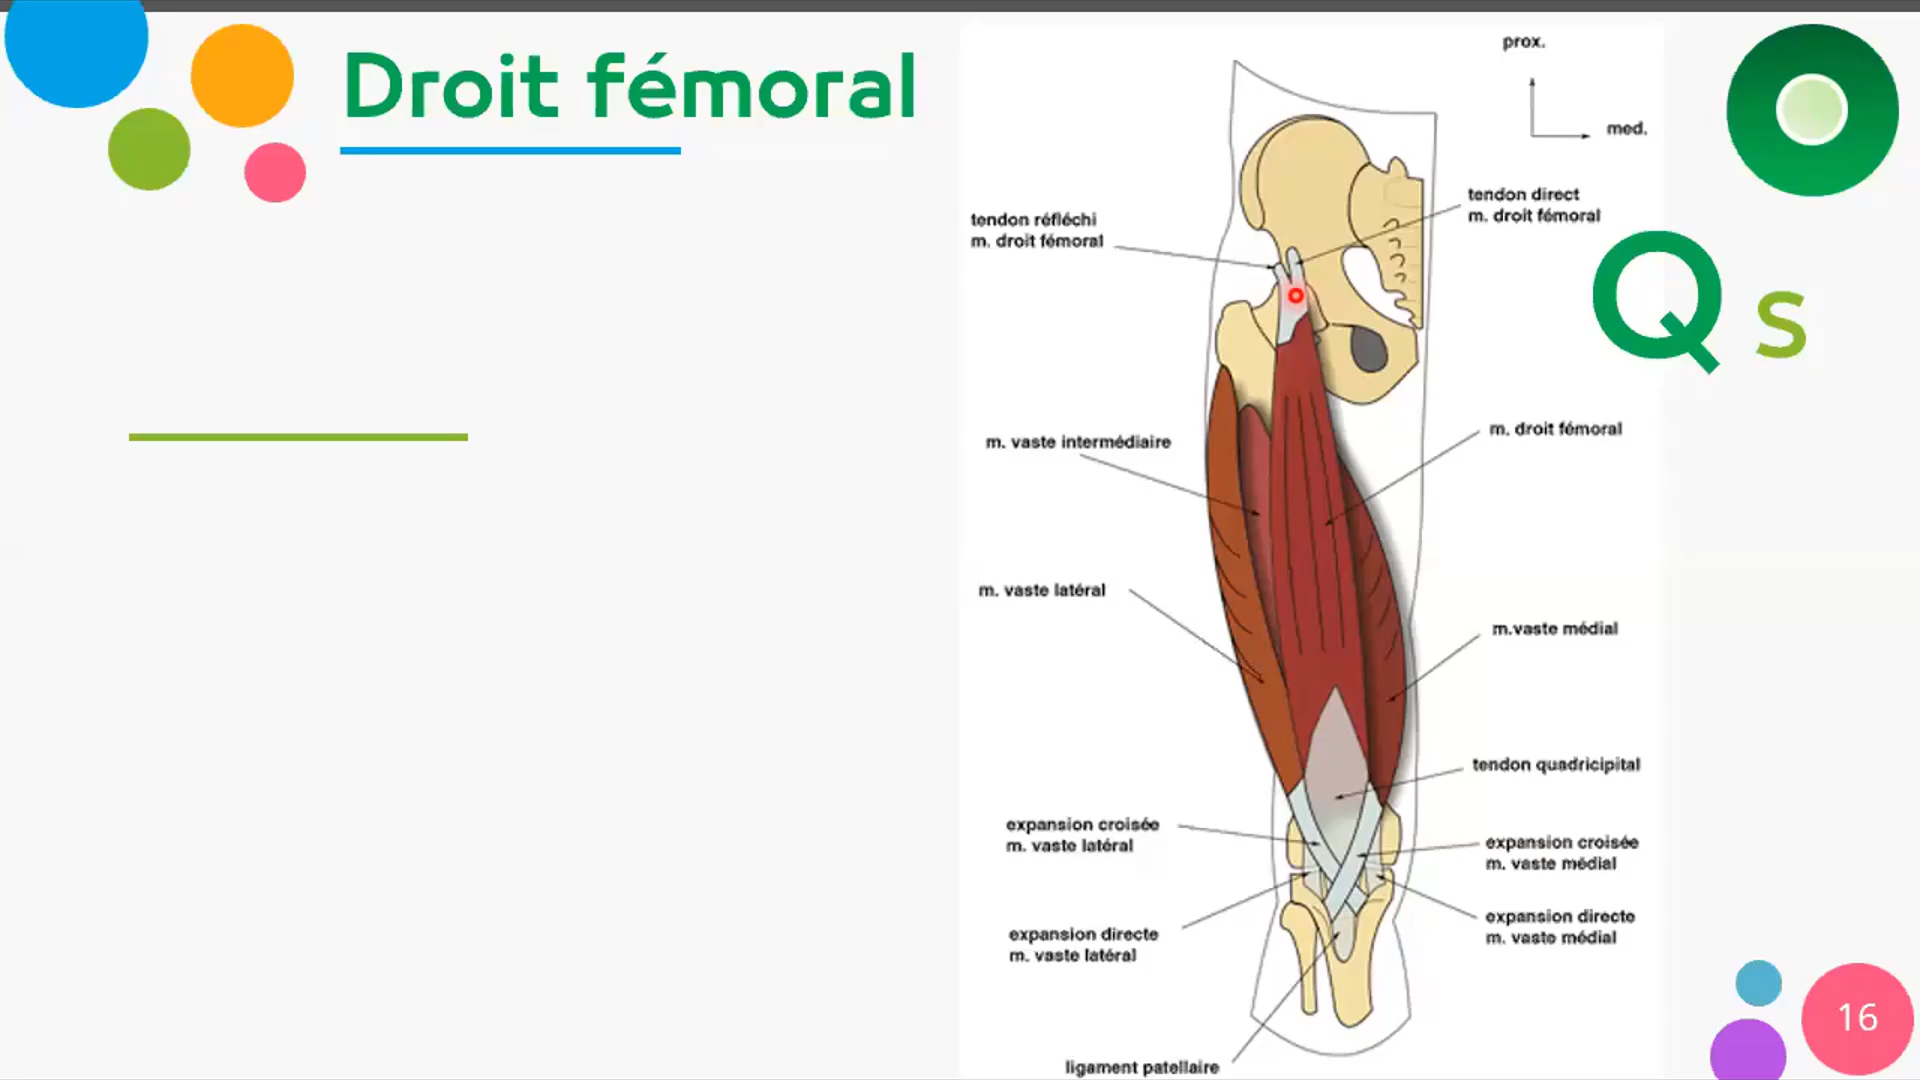 Droit fémoral
prox.
med.
tendon direct
m. droit fémoral
tendon réfléchi
m. droit fémoral
Q s
m. droit fémoral
m. vaste intermédiaire
m. vaste latéral
m.vaste médial
tendon quadricipital
expansion croisée
m. vaste latéral
expansion croisée
m. vaste médial
expansion directe
m. vaste médial
expansion directe
m. vaste latéral
ligament patellaire
16